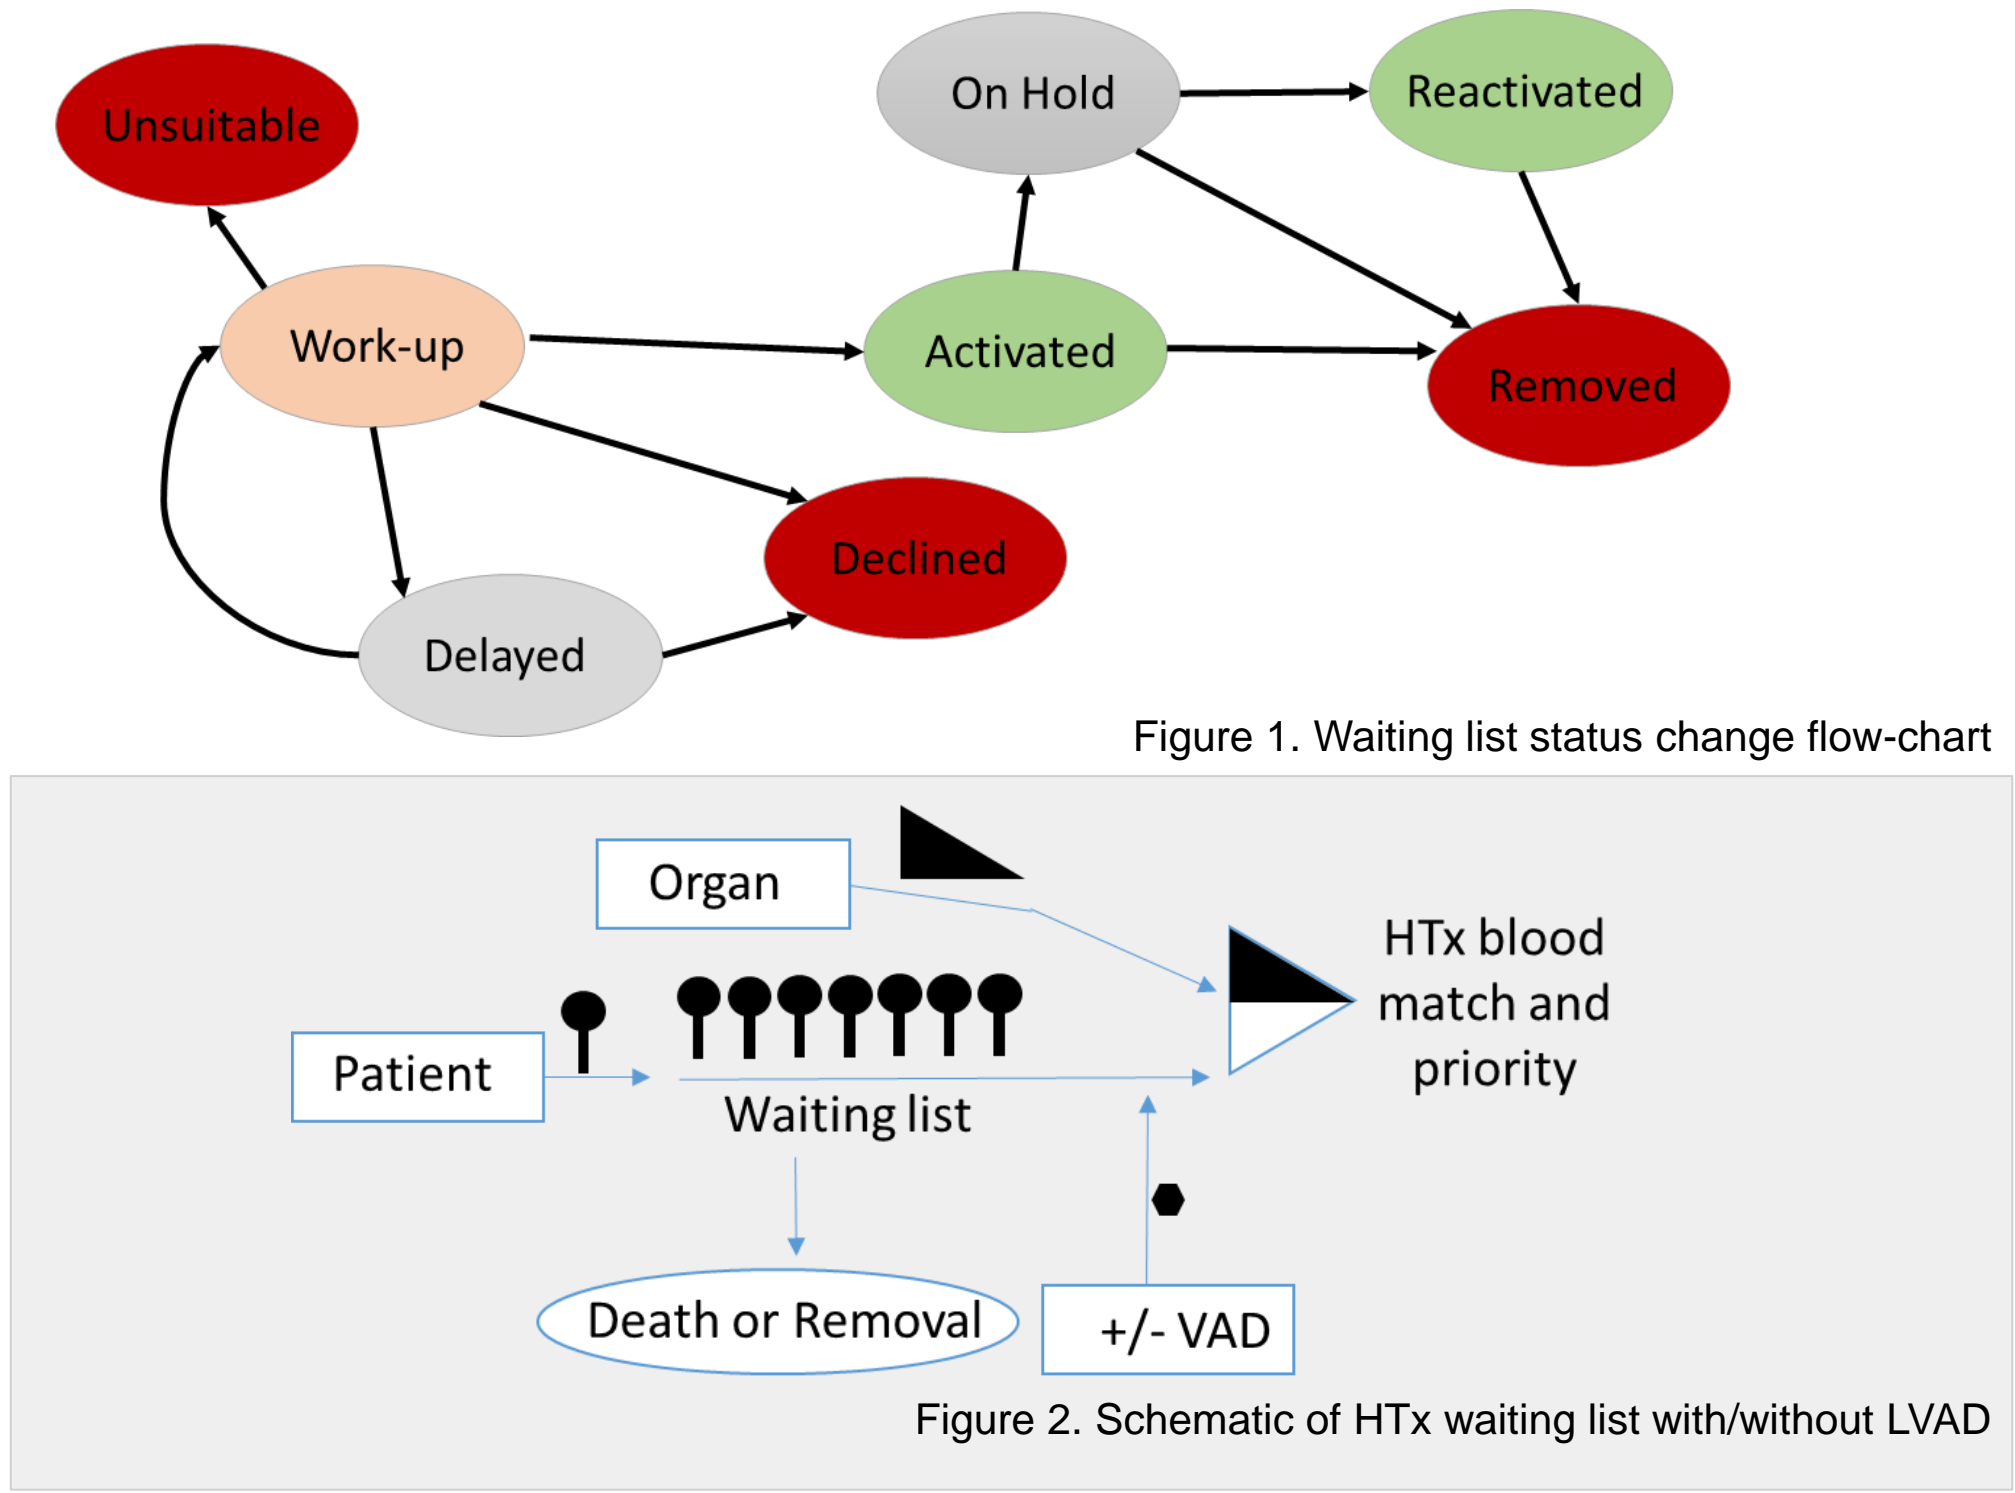 Unsuitable
On Hold
Reactivated
Work-up
Activated
Removed
Declined
Delayed
Figure 1. Waiting list status change flow-chart
Organ
HTx blood
match and
priority
Patient
Waiting list
Death or Removal
+/- VAD
Figure 2. Schematic of HTx waiting list with/without LVAD